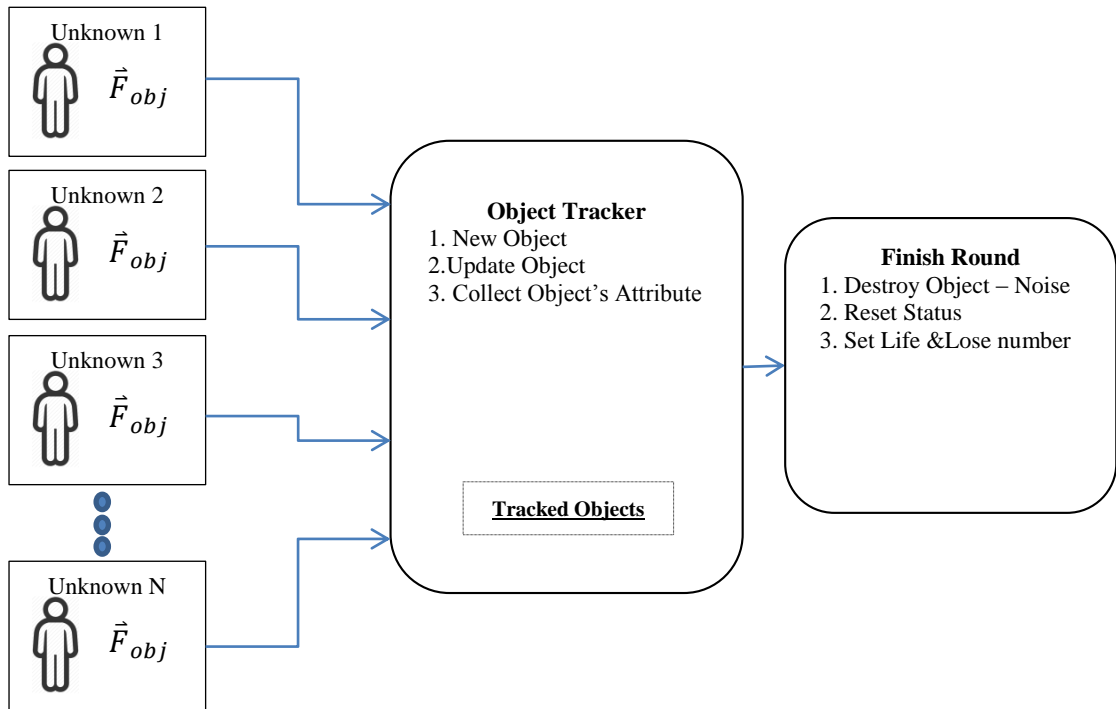 Unknown 1
F⃗obj
Unknown 2
F⃗obj
Unknown 3
F⃗obj
Unknown N
F⃗obj
Object Tracker
1. New Object
2.Update Object
3. Collect Object’s Attribute
Tracked Objects
Finish Round
1. Destroy Object – Noise
2. Reset Status
3. Set Life &Lose number